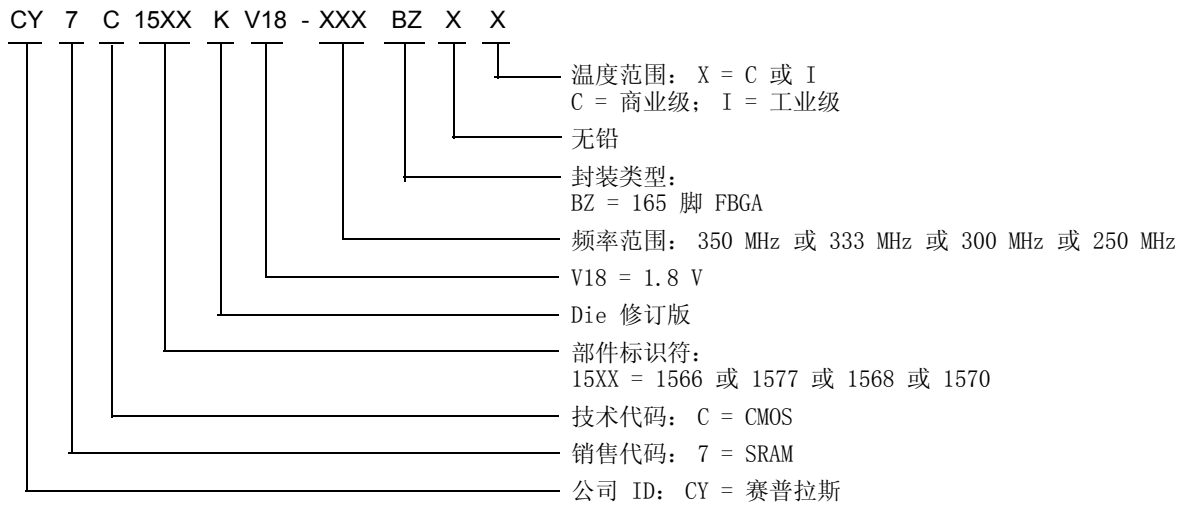 CY 7 C 15XX K V18 - XXX BZ X X
温度范围： X = C 或 I
C = 商业级； I = 工业级
无铅
封装类型：
BZ = 165 脚 FBGA
频率范围： 350 MHz 或 333 MHz 或 300 MHz 或 250 MHz
V18 = 1.8 V
Die 修订版
部件标识符：
15XX = 1566 或 1577 或 1568 或 1570
技术代码： C = CMOS
销售代码： 7 = SRAM
公司 ID： CY = 赛普拉斯